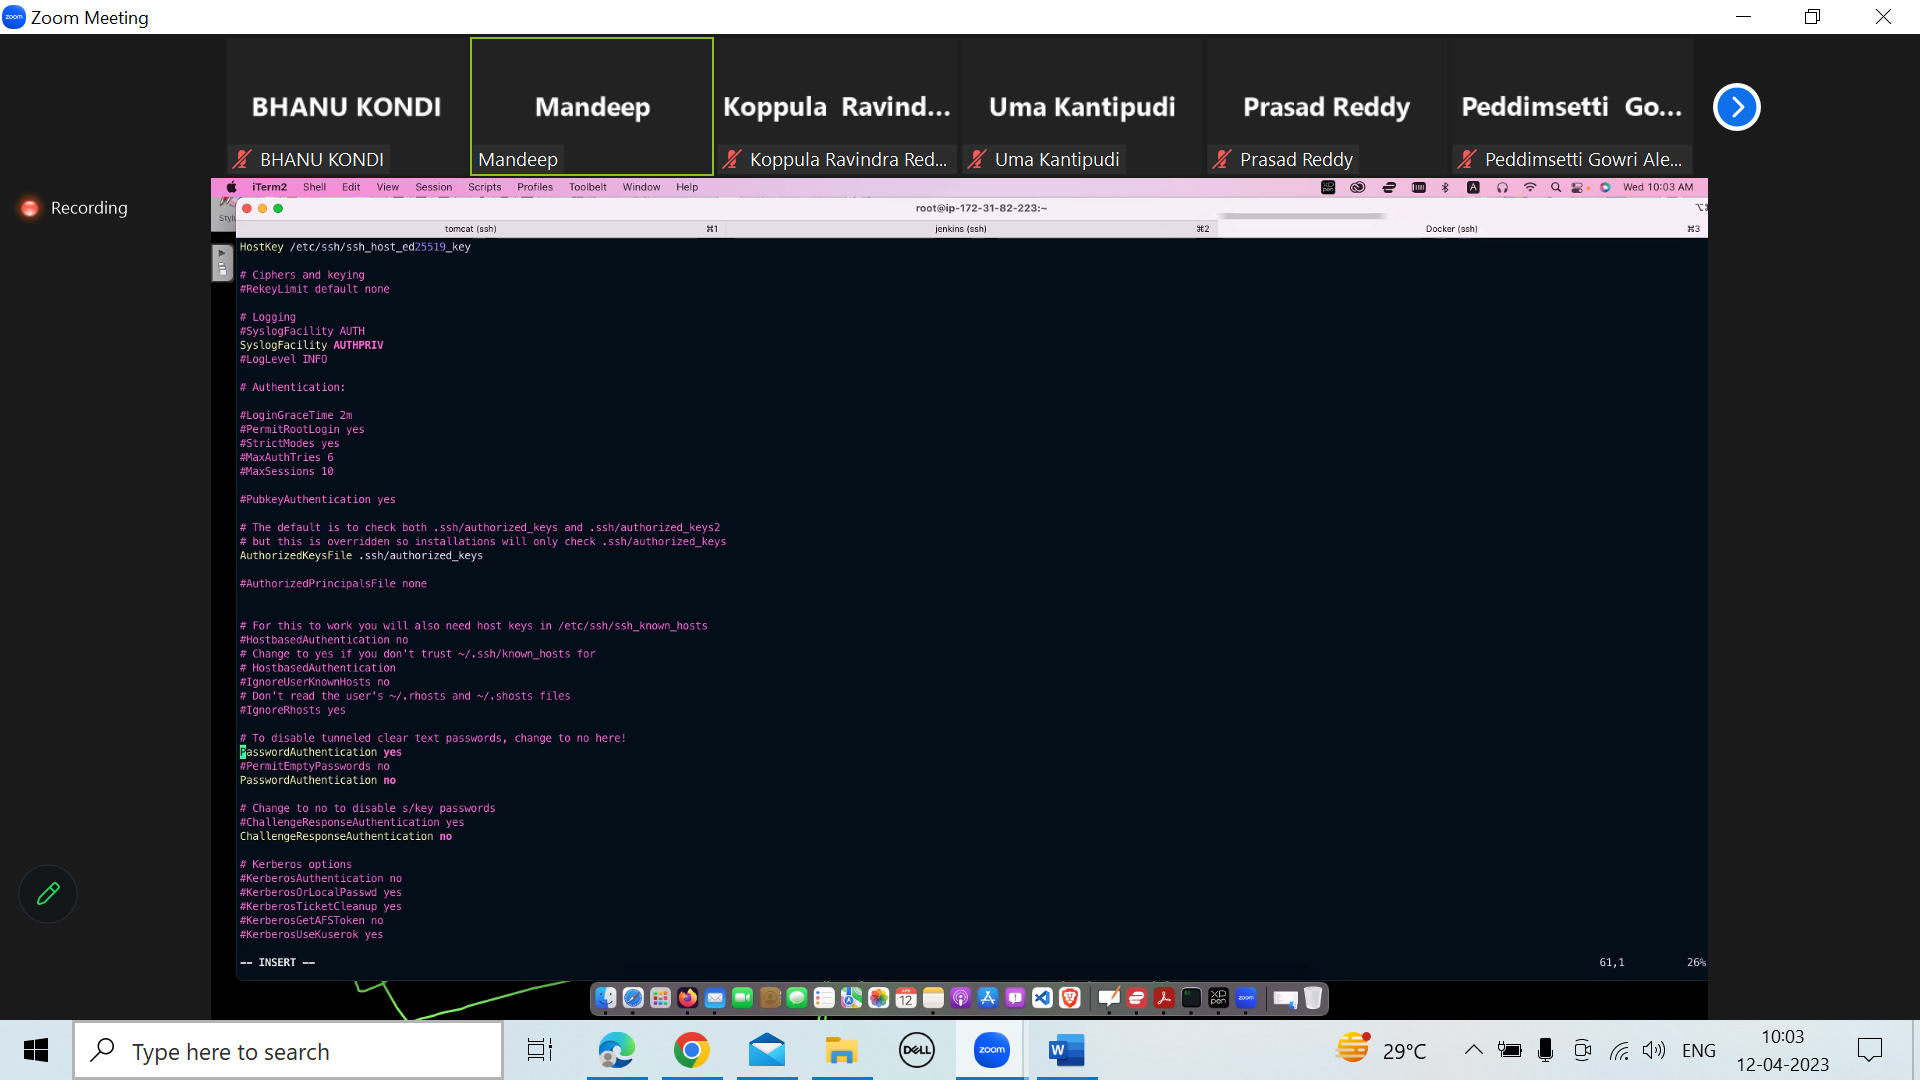 Zoom Meeting
BHANU KONDI
Mandeep
Koppula Ravind...
Uma Kantipudi
Prasad Reddy
Peddimsetti Go...
BHANU KONDI
Mandeep
Koppula Ravindra Red...
Uma Kantipudi
Prasad Reddy
Peddimsetti Gowri Ale...
Recording
iTerm2 Shell Edit View Session Scripts Profiles Toolbelt Window Help
Wed 10:03 AM
root@ip-172-31-82-223:~
tomcat (ssh) ⌘1
jenkins (ssh) ⌘2
Docker (ssh) ⌘3
HostKey /etc/ssh/ssh_host_ed25519_key
# Ciphers and keying
#RekeyLimit default none
# Logging
#SyslogFacility AUTH
SyslogFacility AUTHPRIV
#LogLevel INFO
# Authentication:
#LoginGraceTime 2m
#PermitRootLogin yes
#StrictModes yes
#MaxAuthTries 6
#MaxSessions 10
#PubkeyAuthentication yes
# The default is to check both .ssh/authorized_keys and .ssh/authorized_keys2
# but this is overridden so installations will only check .ssh/authorized_keys
AuthorizedKeysFile .ssh/authorized_keys
#AuthorizedPrincipalsFile none
# For this to work you will also need host keys in /etc/ssh/ssh_known_hosts
#HostbasedAuthentication no
# Change to yes if you don't trust ~/.ssh/known_hosts for
# HostbasedAuthentication
#IgnoreUserKnownHosts no
# Don't read the user's ~/.rhosts and ~/.shosts files
#IgnoreRhosts yes
# To disable tunneled clear text passwords, change to no here!
PasswordAuthentication yes
#PermitEmptyPasswords no
PasswordAuthentication no
# Change to no to disable s/key passwords
#ChallengeResponseAuthentication yes
ChallengeResponseAuthentication no
# Kerberos options
#KerberosAuthentication no
#KerberosOrLocalPasswd yes
#KerberosTicketCleanup yes
#KerberosGetAFSToken no
#KerberosUseKuserok yes
-- INSERT --
61,1
26%
Type here to search
DELL
zoom
29°C
ENG
10:03
12-04-2023